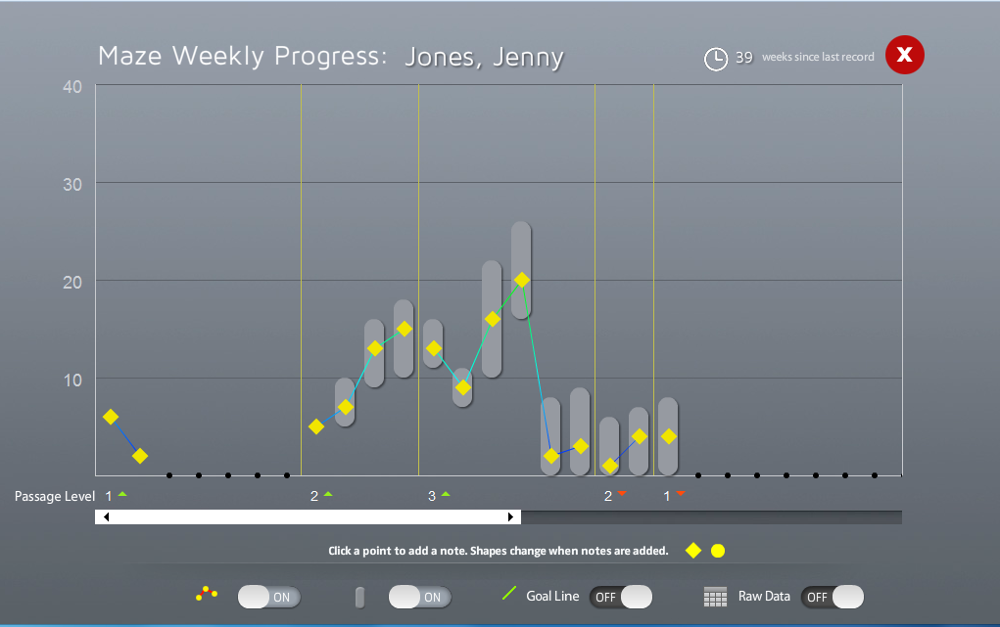 Maze Weekly Progress: Jones, Jenny
39 weeks since last record
X
40
30
20
10
Passage Level 1 2 3 2 1
Click a point to add a note. Shapes change when notes are added.
ON ON Goal Line OFF Raw Data OFF